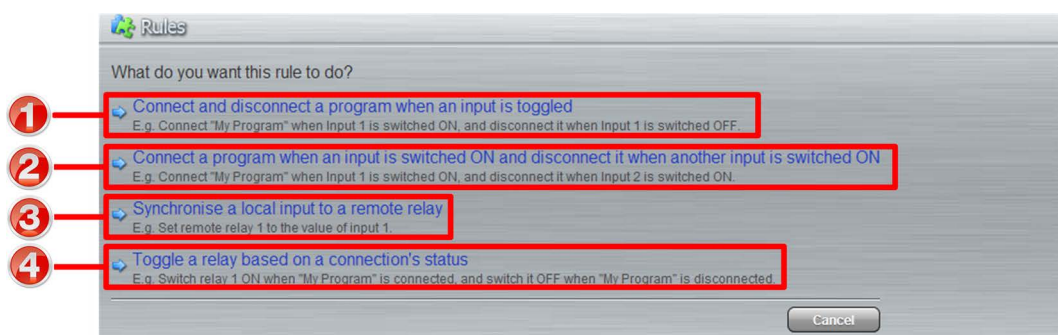 Rules
What do you want this rule to do?
1
Connect and disconnect a program when an input is toggled
E.g. Connect "My Program" when Input 1 is switched ON, and disconnect it when Input 1 is switched OFF.
2
Connect a program when an input is switched ON and disconnect it when another input is switched ON
E.g. Connect "My Program" when Input 1 is switched ON, and disconnect it when Input 2 is switched ON.
3
Synchronise a local input to a remote relay
E.g. Set remote relay 1 to the value of input 1.
4
Toggle a relay based on a connection's status
E.g. Switch relay 1 ON when "My Program" is connected, and switch it OFF when "My Program" is disconnected.
Cancel